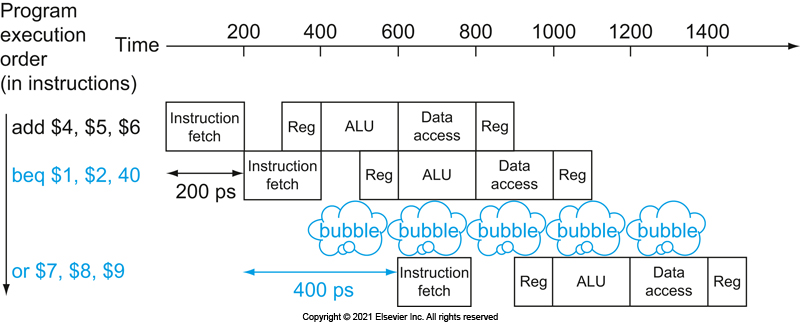 Program
execution
order
(in instructions)
Time
200 400 600 800 1000 1200 1400
add $4, $5, $6
Instruction
fetch
Reg
ALU
Data
access
Reg
beq $1, $2, 40
200 ps
Instruction
fetch
Reg
ALU
Data
access
Reg
bubble bubble bubble bubble bubble
or $7, $8, $9
400 ps
Instruction
fetch
Reg
ALU
Data
access
Reg
Copyright © 2021 Elsevier Inc. All rights reserved